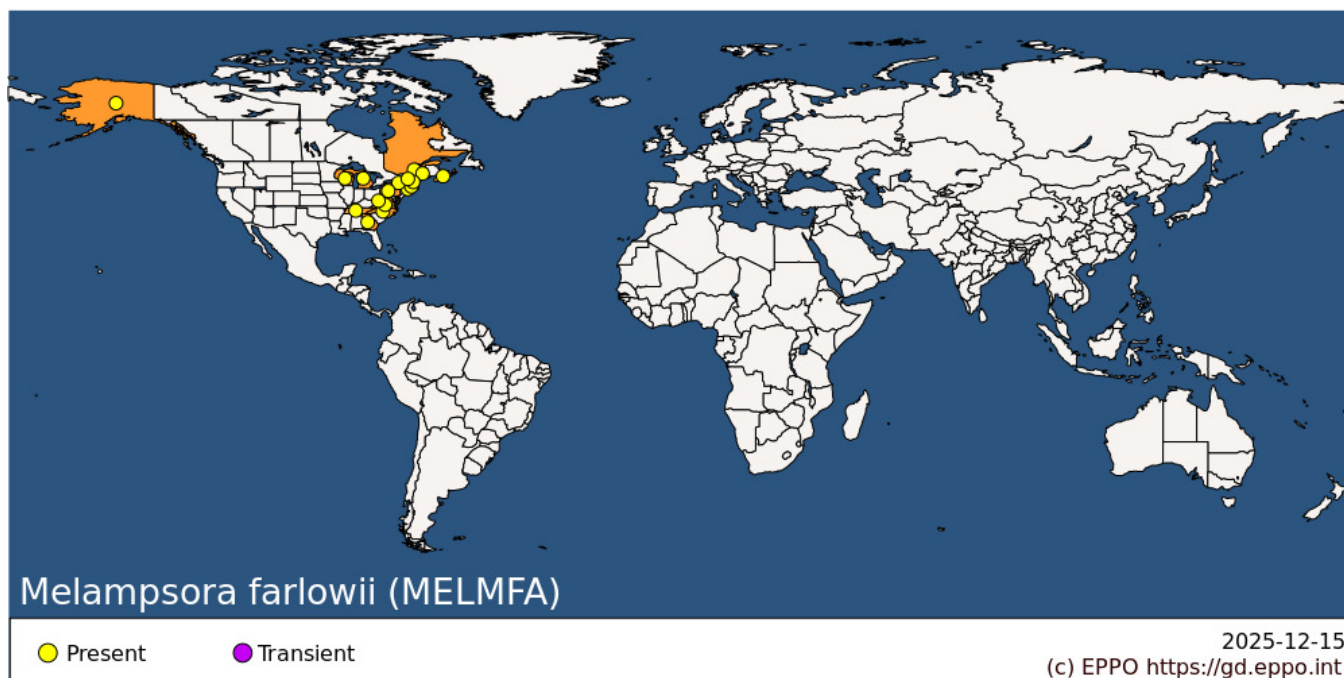 Melampsora farlowii (MELMFA)
Present
Transient
2025-12-15
(c) EPPO https://gd.eppo.int